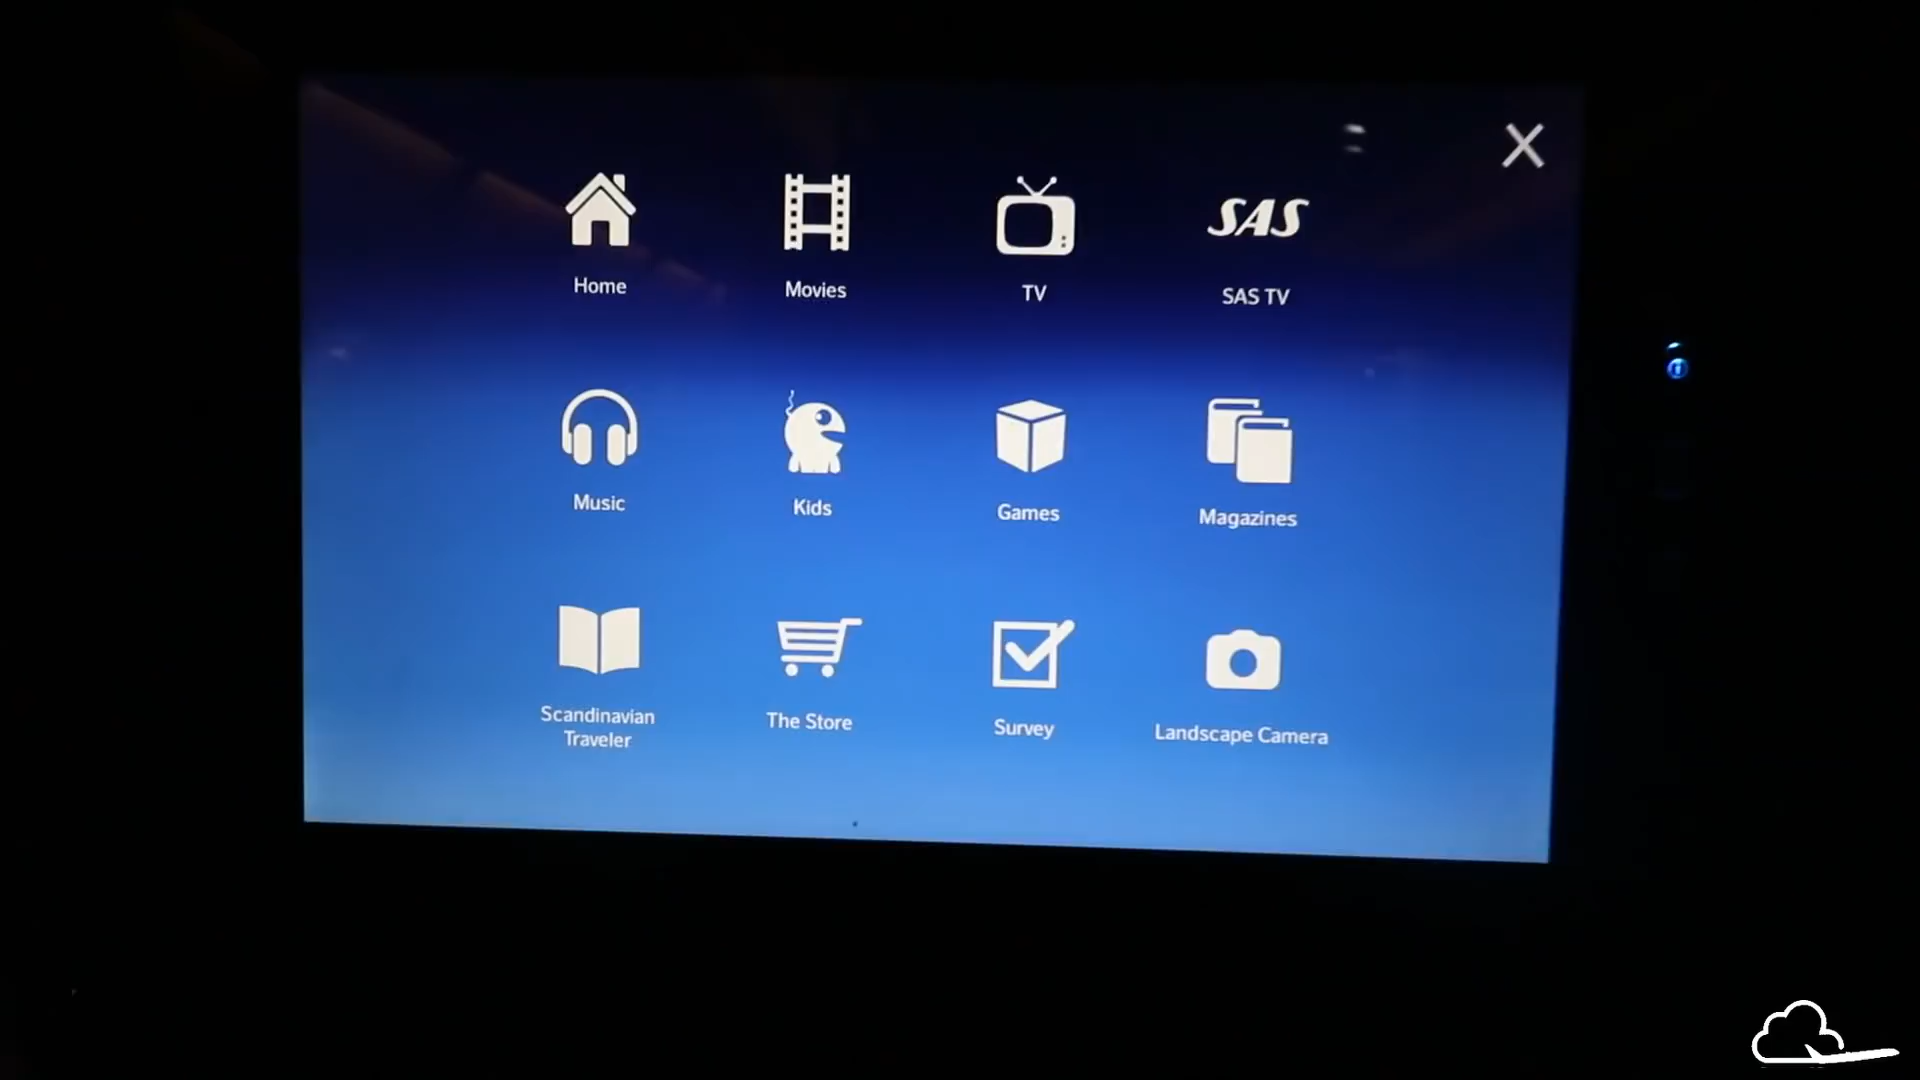 Home
Movies
TV
SAS
SAS TV
Music
Kids
Games
Magazines
Scandinavian
Traveler
The Store
Survey
Landscape Camera